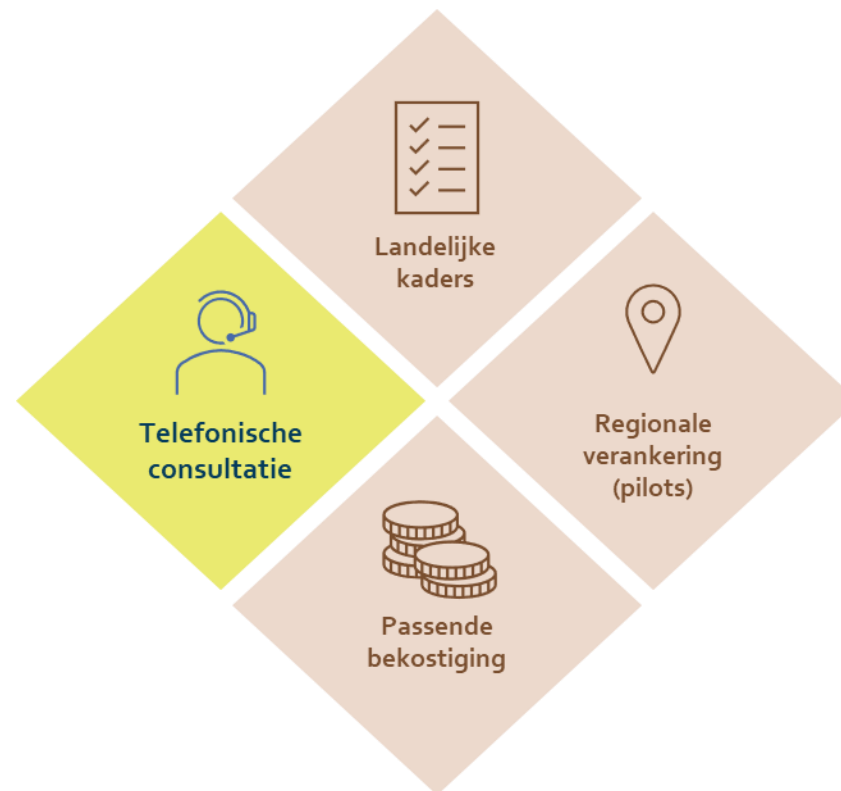 Landelijke
kaders
Telefonische
consultatie
Regionale
verankering
(pilots)
Passende
bekostiging